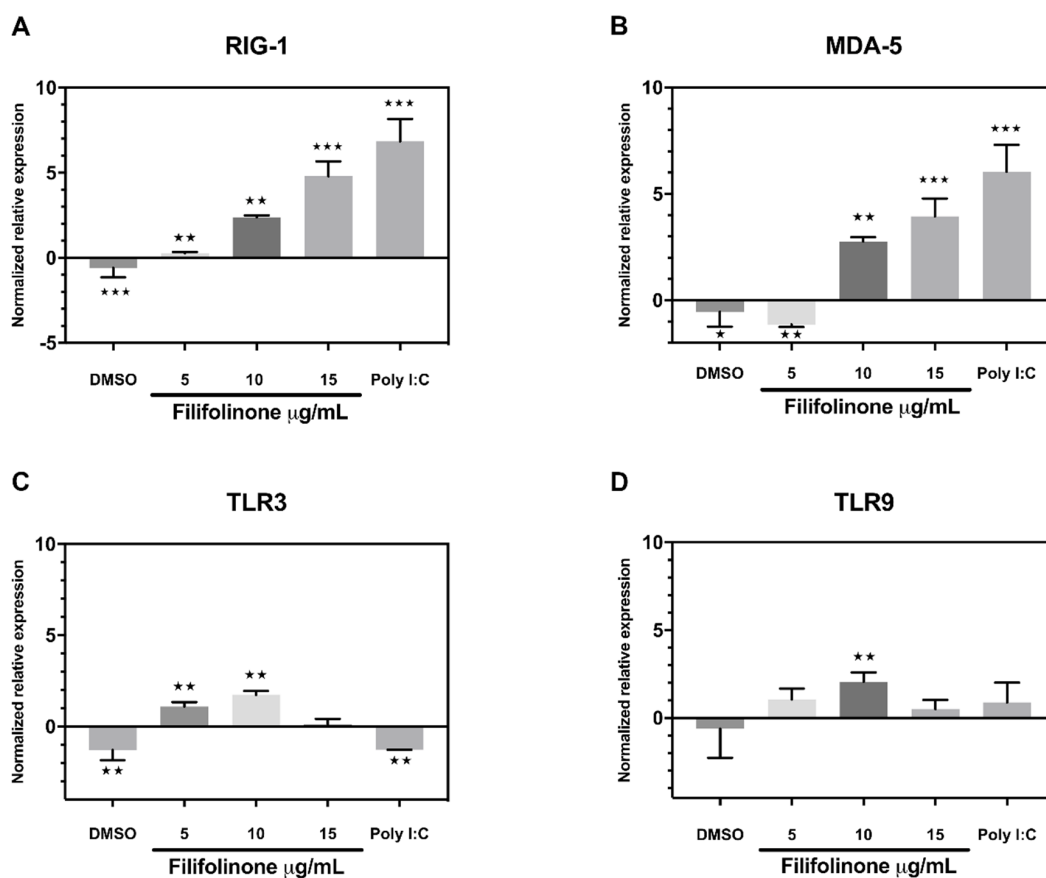 A
RIG-1
Normalized relative expression
10
5
0
-5
★★★
★★
★★
★★★
★★★
DMSO 5 10 15 Poly I:C
Filifolinone μg/mL
B
MDA-5
Normalized relative expression
10
5
0
★
★★
★★
★★★
★★★
DMSO 5 10 15 Poly I:C
Filifolinone μg/mL
C
TLR3
Normalized relative expression
10
5
0
★★
★★
★★
★★
DMSO 5 10 15 Poly I:C
Filifolinone μg/mL
D
TLR9
Normalized relative expression
10
5
0
★★
DMSO 5 10 15 Poly I:C
Filifolinone μg/mL